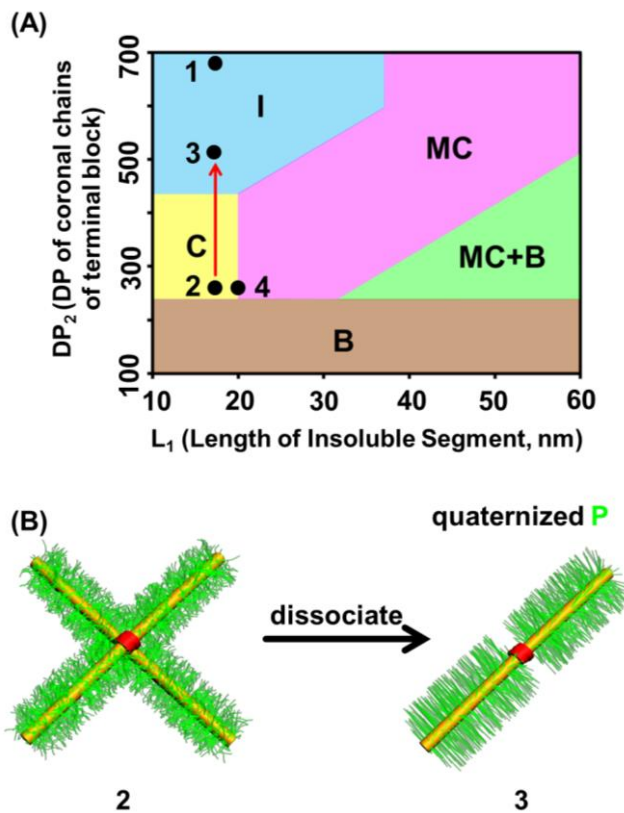 (A)
700
500
300
100
DP₂ (DP of coronal chains
of terminal block)
1
I
3
MC
C
2
4
MC+B
B
10 20 30 40 50 60
L₁ (Length of Insoluble Segment, nm)
(B)
quaternized P
dissociate
2
3